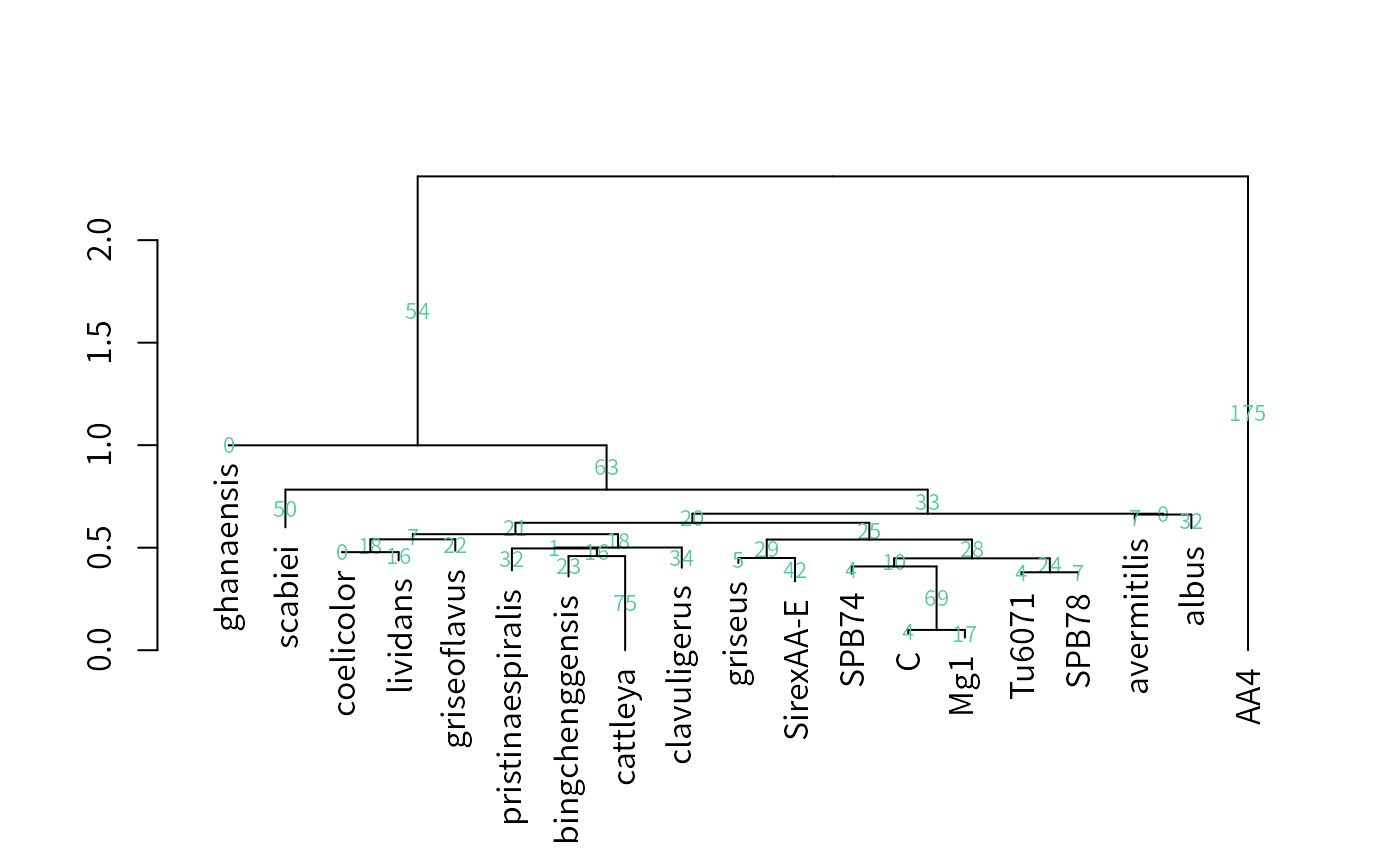 2.0
1.5
1.0
0.5
0.0
54
175
0
63
50
33
20
7
0
32
21
25
7
18
0
18
16
22
1
16
32
23
34
75
29
28
5
42
4
10
24
4
7
69
4
17
ghanaensis
scabiei
coelicolor
lividans
griseoflavus
pristinaespiralis
bingchenggensis
cattleya
clavuligerus
griseus
SirexAA-E
SPB74
C
Mg1
Tu6071
SPB78
avermitilis
albus
AA4